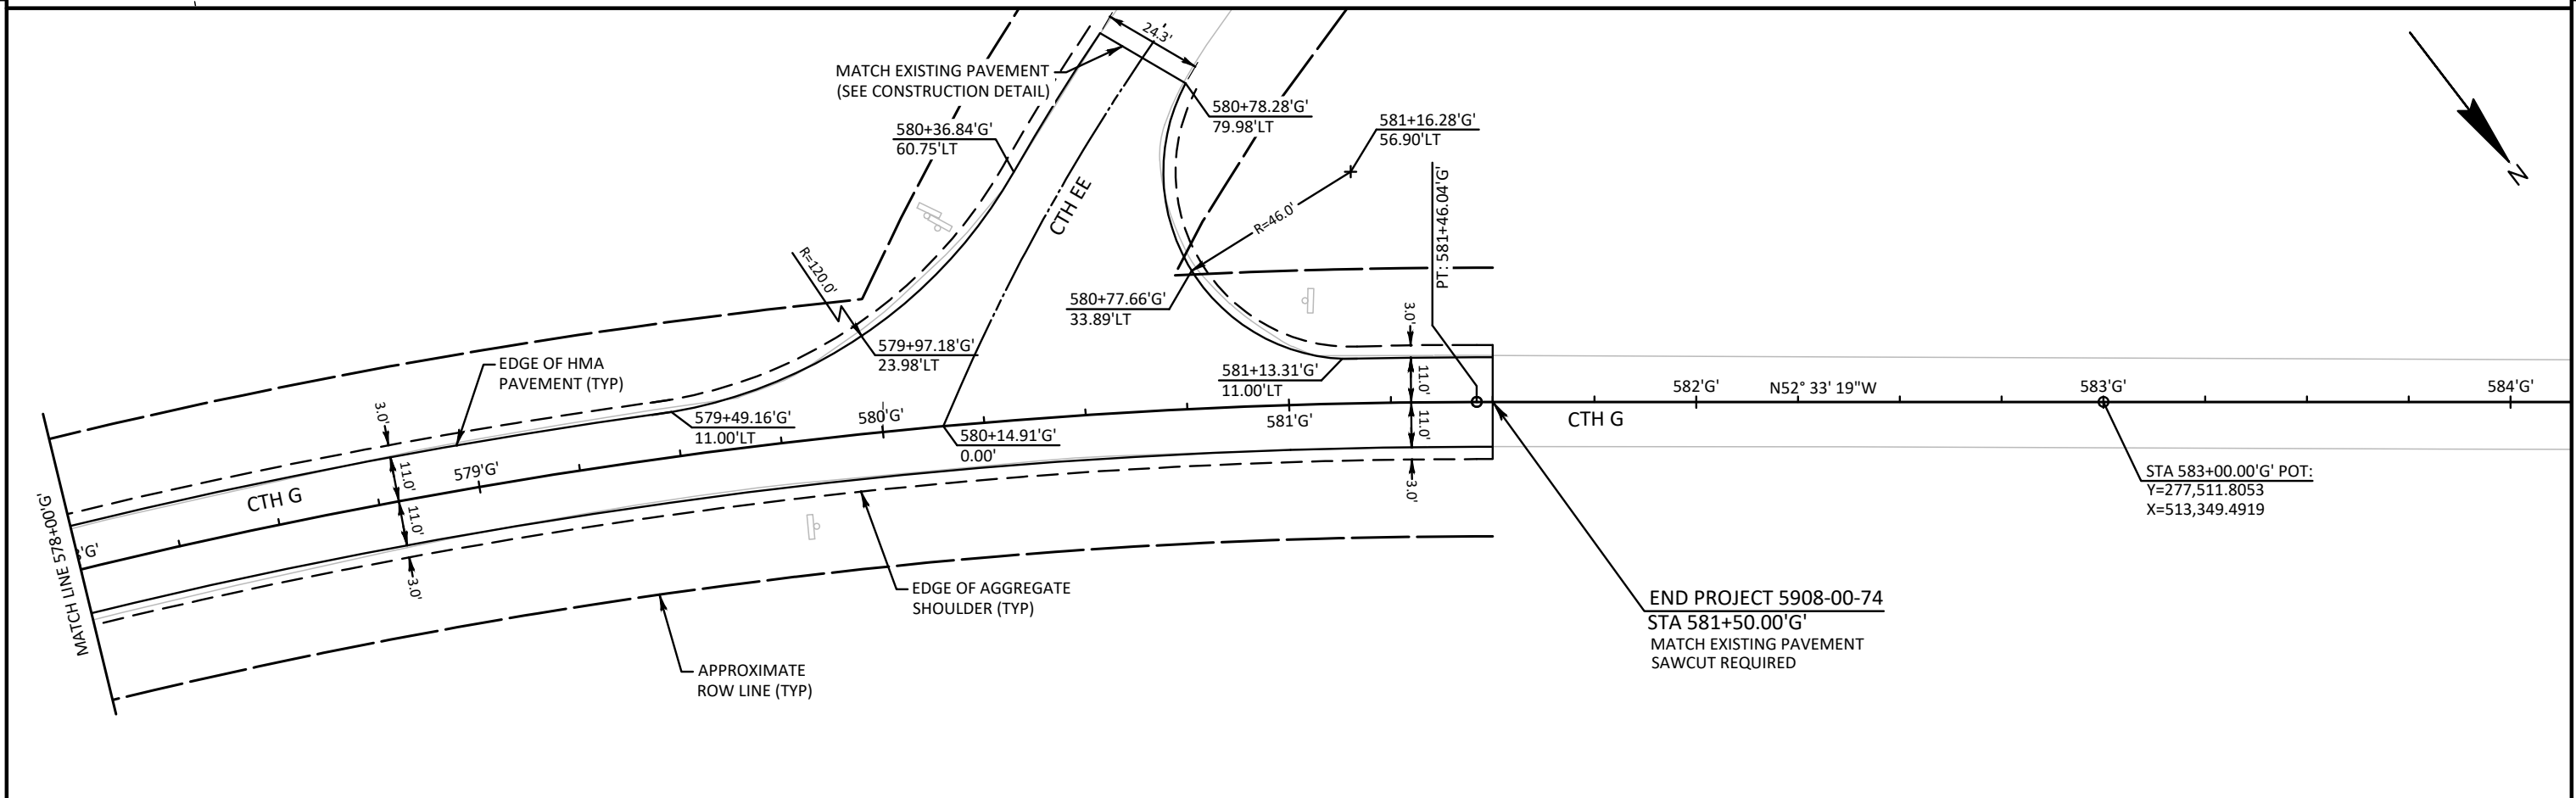 24.3'
MATCH EXISTING PAVEMENT
(SEE CONSTRUCTION DETAIL)
580+78.28'G'
79.98'LT
581+16.28'G'
56.90'LT
580+36.84'G'
60.75'LT
N
CTH EE
R=46.0'
PT: 581+46.04'G'
R=120.0'
580+77.66'G'
33.89'LT
3.0'
579+97.18'G'
23.98'LT
EDGE OF HMA
PAVEMENT (TYP)
581+13.31'G'
11.00'LT
11.0'
582'G'
N52° 33' 19"W
583'G'
584'G'
3.0'
579+49.16'G'
11.00'LT
580'G'
581'G'
11.0'
CTH G
580+14.91'G'
0.00'
579'G'
11.0'
CTH G
11.0'
3.0'
STA 583+00.00'G' POT:
Y=277,511.8053
X=513,349.4919
MATCH LINE 578+00'G'
'G'
3.0'
EDGE OF AGGREGATE
SHOULDER (TYP)
END PROJECT 5908-00-74
STA 581+50.00'G'
MATCH EXISTING PAVEMENT
SAWCUT REQUIRED
APPROXIMATE
ROW LINE (TYP)